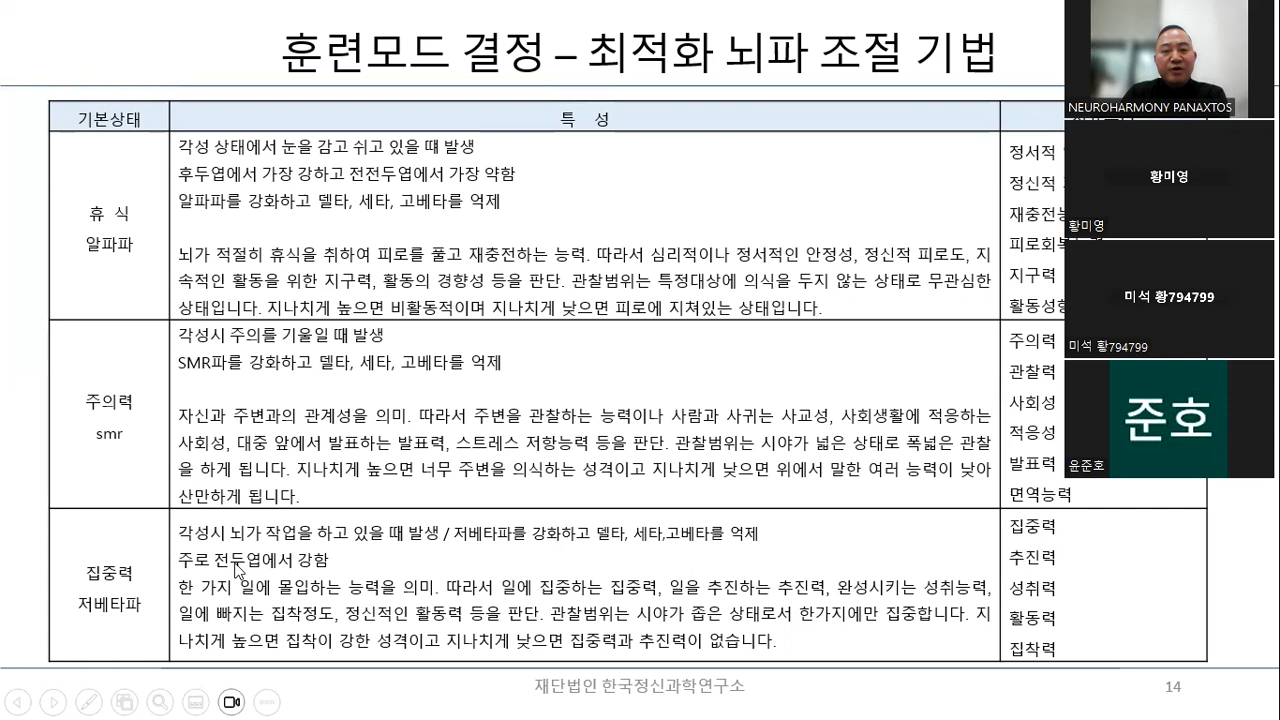 훈련모드 결정 – 최적화 뇌파 조절 기법
기본상태
특 성
휴 식
알파파
각성 상태에서 눈을 감고 쉬고 있을 떄 발생
후두엽에서 가장 강하고 전전두엽에서 가장 약함
알파파를 강화하고 델타, 세타, 고베타를 억제
뇌가 적절히 휴식을 취하여 피로를 풀고 재충전하는 능력. 따라서 심리적이나 정서적인 안정성, 정신적 피로도, 지
속적인 활동을 위한 지구력, 활동의 경향성 등을 판단. 관찰범위는 특정대상에 의식을 두지 않는 상태로 무관심한
상태입니다. 지나치게 높으면 비활동적이며 지나치게 낮으면 피로에 지쳐있는 상태입니다.
정서적
정신적
재충전능
피로회복
지구력
활동성향
주의력
smr
각성시 주의를 기울일 때 발생
SMR파를 강화하고 델타, 세타, 고베타를 억제
자신과 주변과의 관계성을 의미. 따라서 주변을 관찰하는 능력이나 사람과 사귀는 사교성, 사회생활에 적응하는
사회성, 대중 앞에서 발표하는 발표력, 스트레스 저항능력 등을 판단. 관찰범위는 시야가 넓은 상태로 폭넓은 관찰
을 하게 됩니다. 지나치게 높으면 너무 주변을 의식하는 성격이고 지나치게 낮으면 위에서 말한 여러 능력이 낮아
산만하게 됩니다.
주의력
관찰력
사회성
적응성
발표력
면역능력
집중력
저베타파
각성시 뇌가 작업을 하고 있을 때 발생 / 저베타파를 강화하고 델타, 세타,고베타를 억제
주로 전두엽에서 강함
한 가지 일에 몰입하는 능력을 의미. 따라서 일에 집중하는 집중력, 일을 추진하는 추진력, 완성시키는 성취능력,
일에 빠지는 집착정도, 정신적인 활동력 등을 판단. 관찰범위는 시야가 좁은 상태로서 한가지에만 집중합니다. 지
나치게 높으면 집착이 강한 성격이고 지나치게 낮으면 집중력과 추진력이 없습니다.
집중력
추진력
성취력
활동력
집착력
재단법인 한국정신과학연구소
14
NEUROHARMONY PANAXTOS
황미영
황미영
미석 황794799
미석 황794799
준호
윤준호